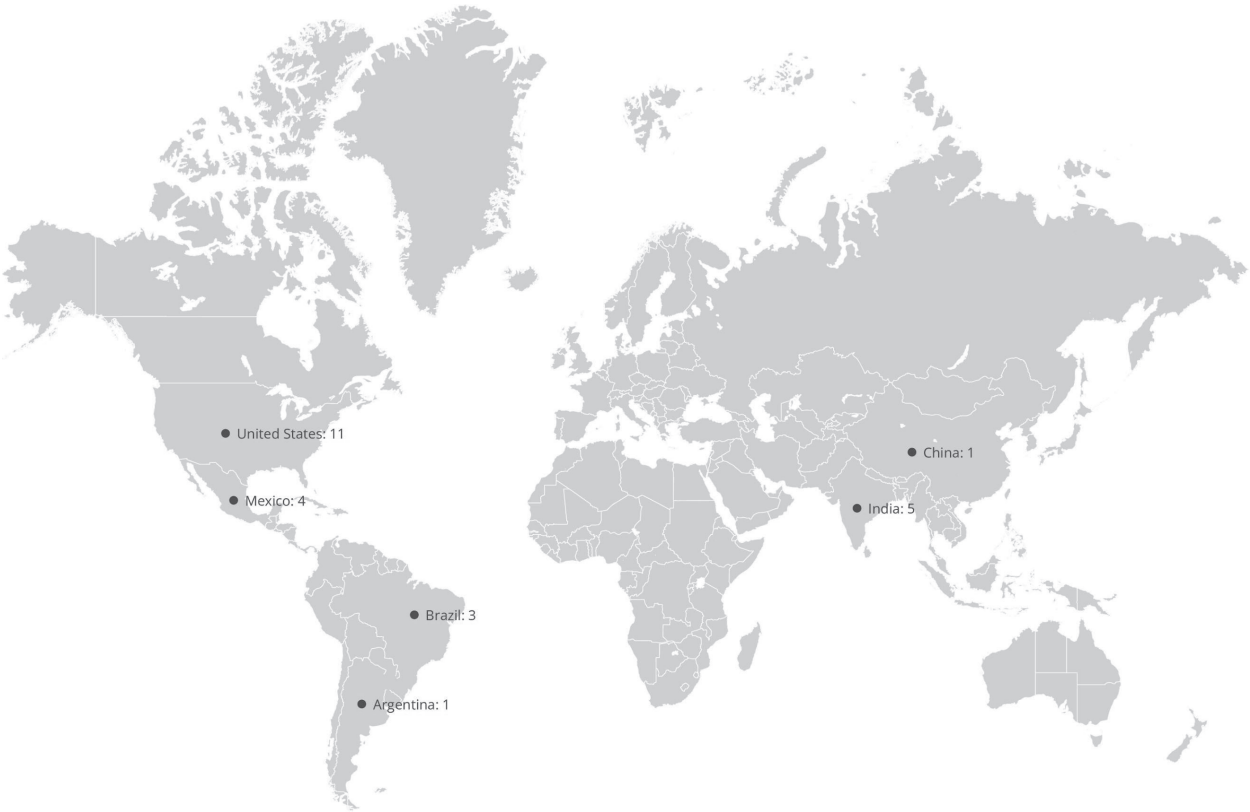 United States: 11
China: 1
Mexico: 4
India: 5
Brazil: 3
Argentina: 1